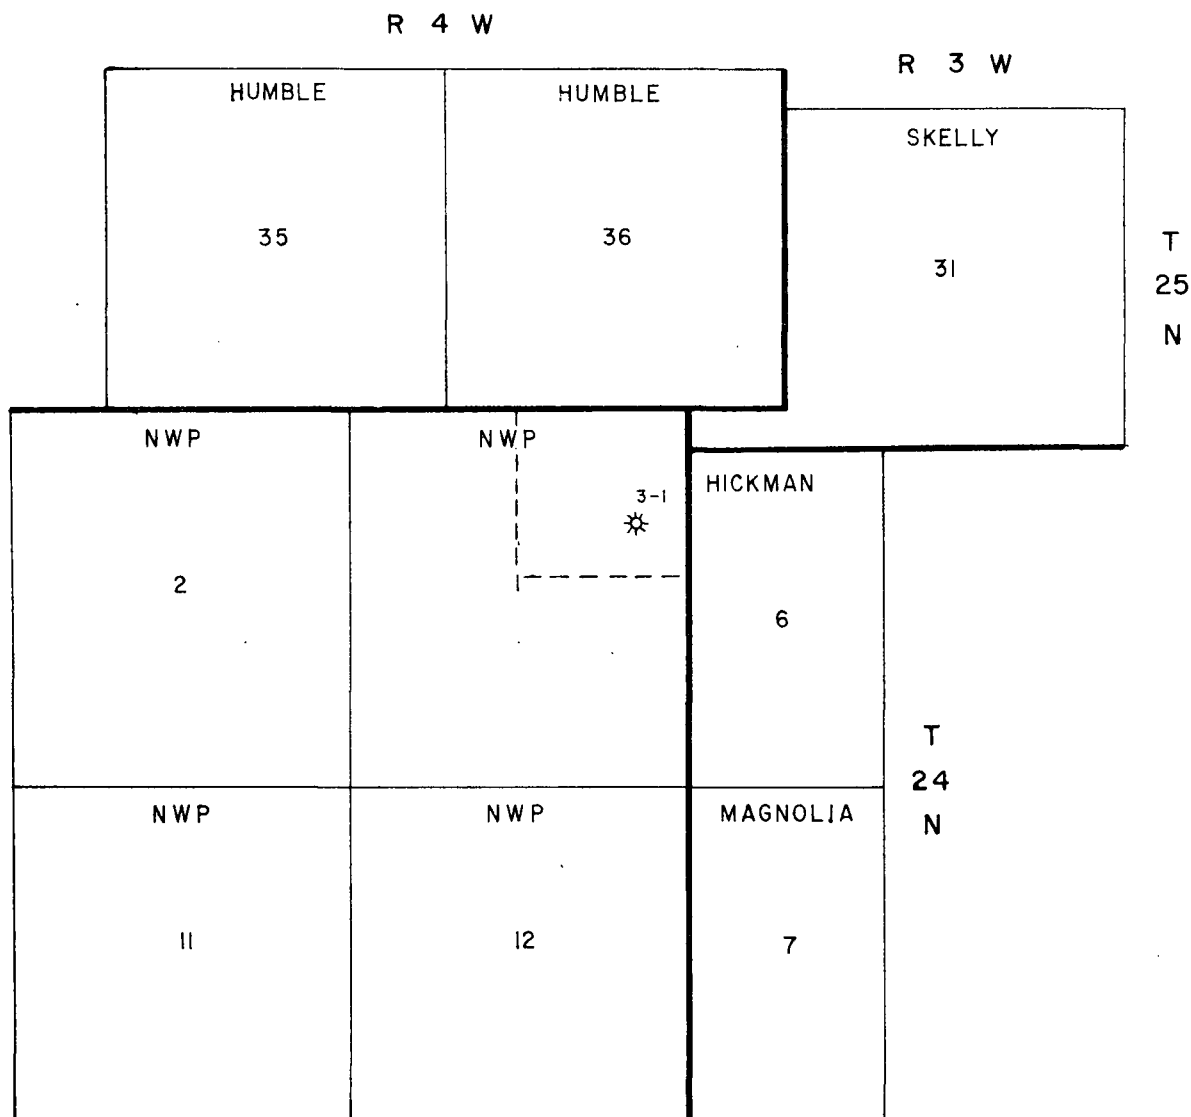 R 4 W
R 3 W
HUMBLE
HUMBLE
SKELLY
35
36
31
T
25
N
NWP
NWP
HICKMAN
3-1
2
6
T
24
N
NWP
NWP
MAGNOLIA
11
12
7